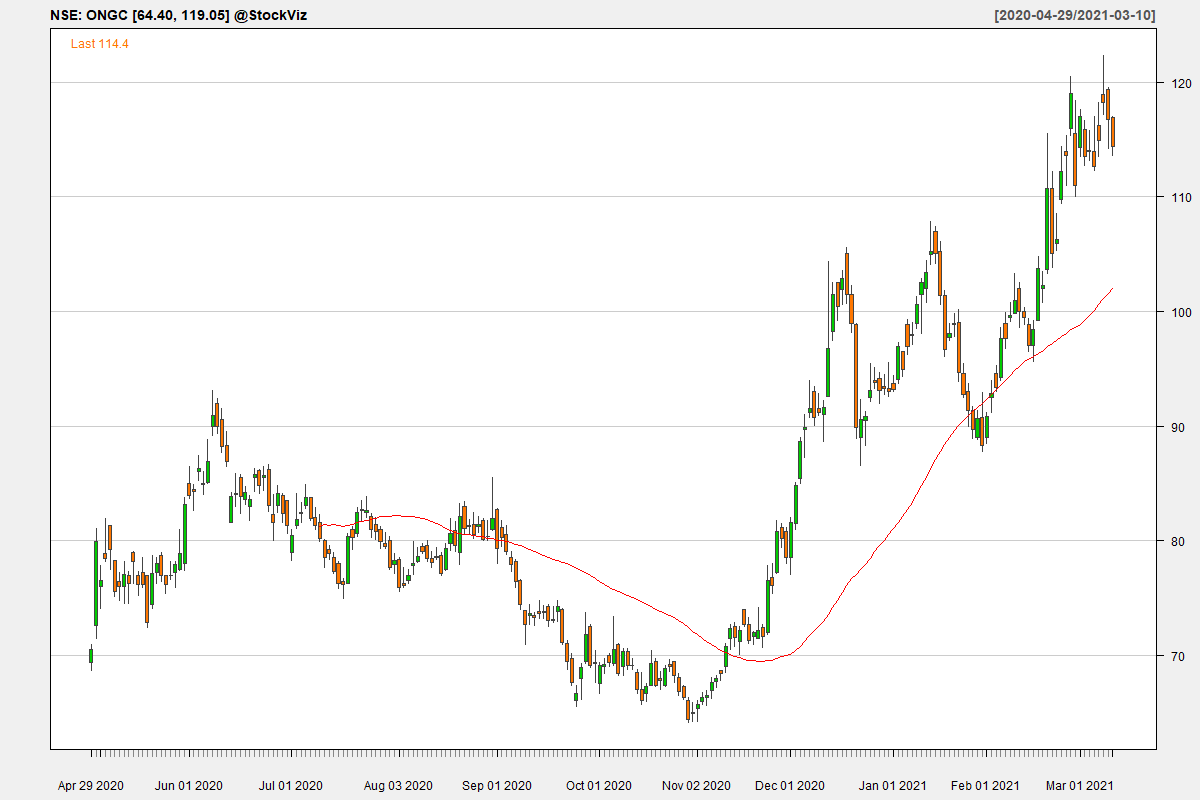 NSE: ONGC [64.40, 119.05] @StockViz [2020-04-29/2021-03-10]
Last 114.4
120
110
100
90
80
70
Apr 29 2020 Jun 01 2020 Jul 01 2020 Aug 03 2020 Sep 01 2020 Oct 01 2020 Nov 02 2020 Dec 01 2020 Jan 01 2021 Feb 01 2021 Mar 01 2021